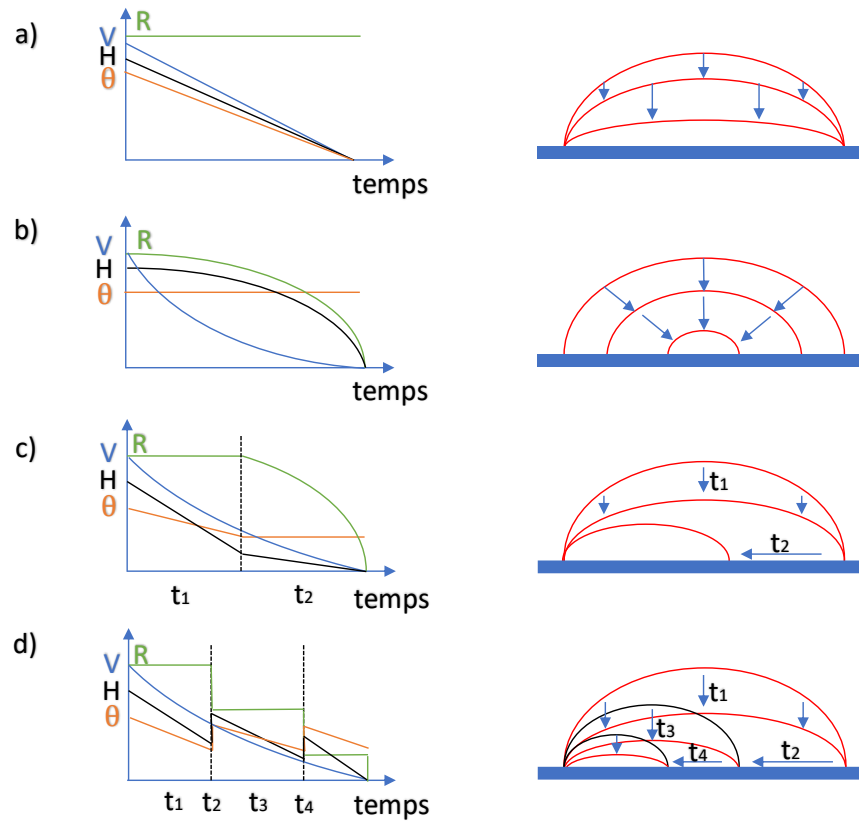 a)
R
V
H
θ
temps
b)
R
V
H
θ
temps
c)
R
V
H
θ
t1
t2
temps
t1
t2
d)
R
V
H
θ
t1
t2
t3
t4
temps
t1
t3
t4
t2